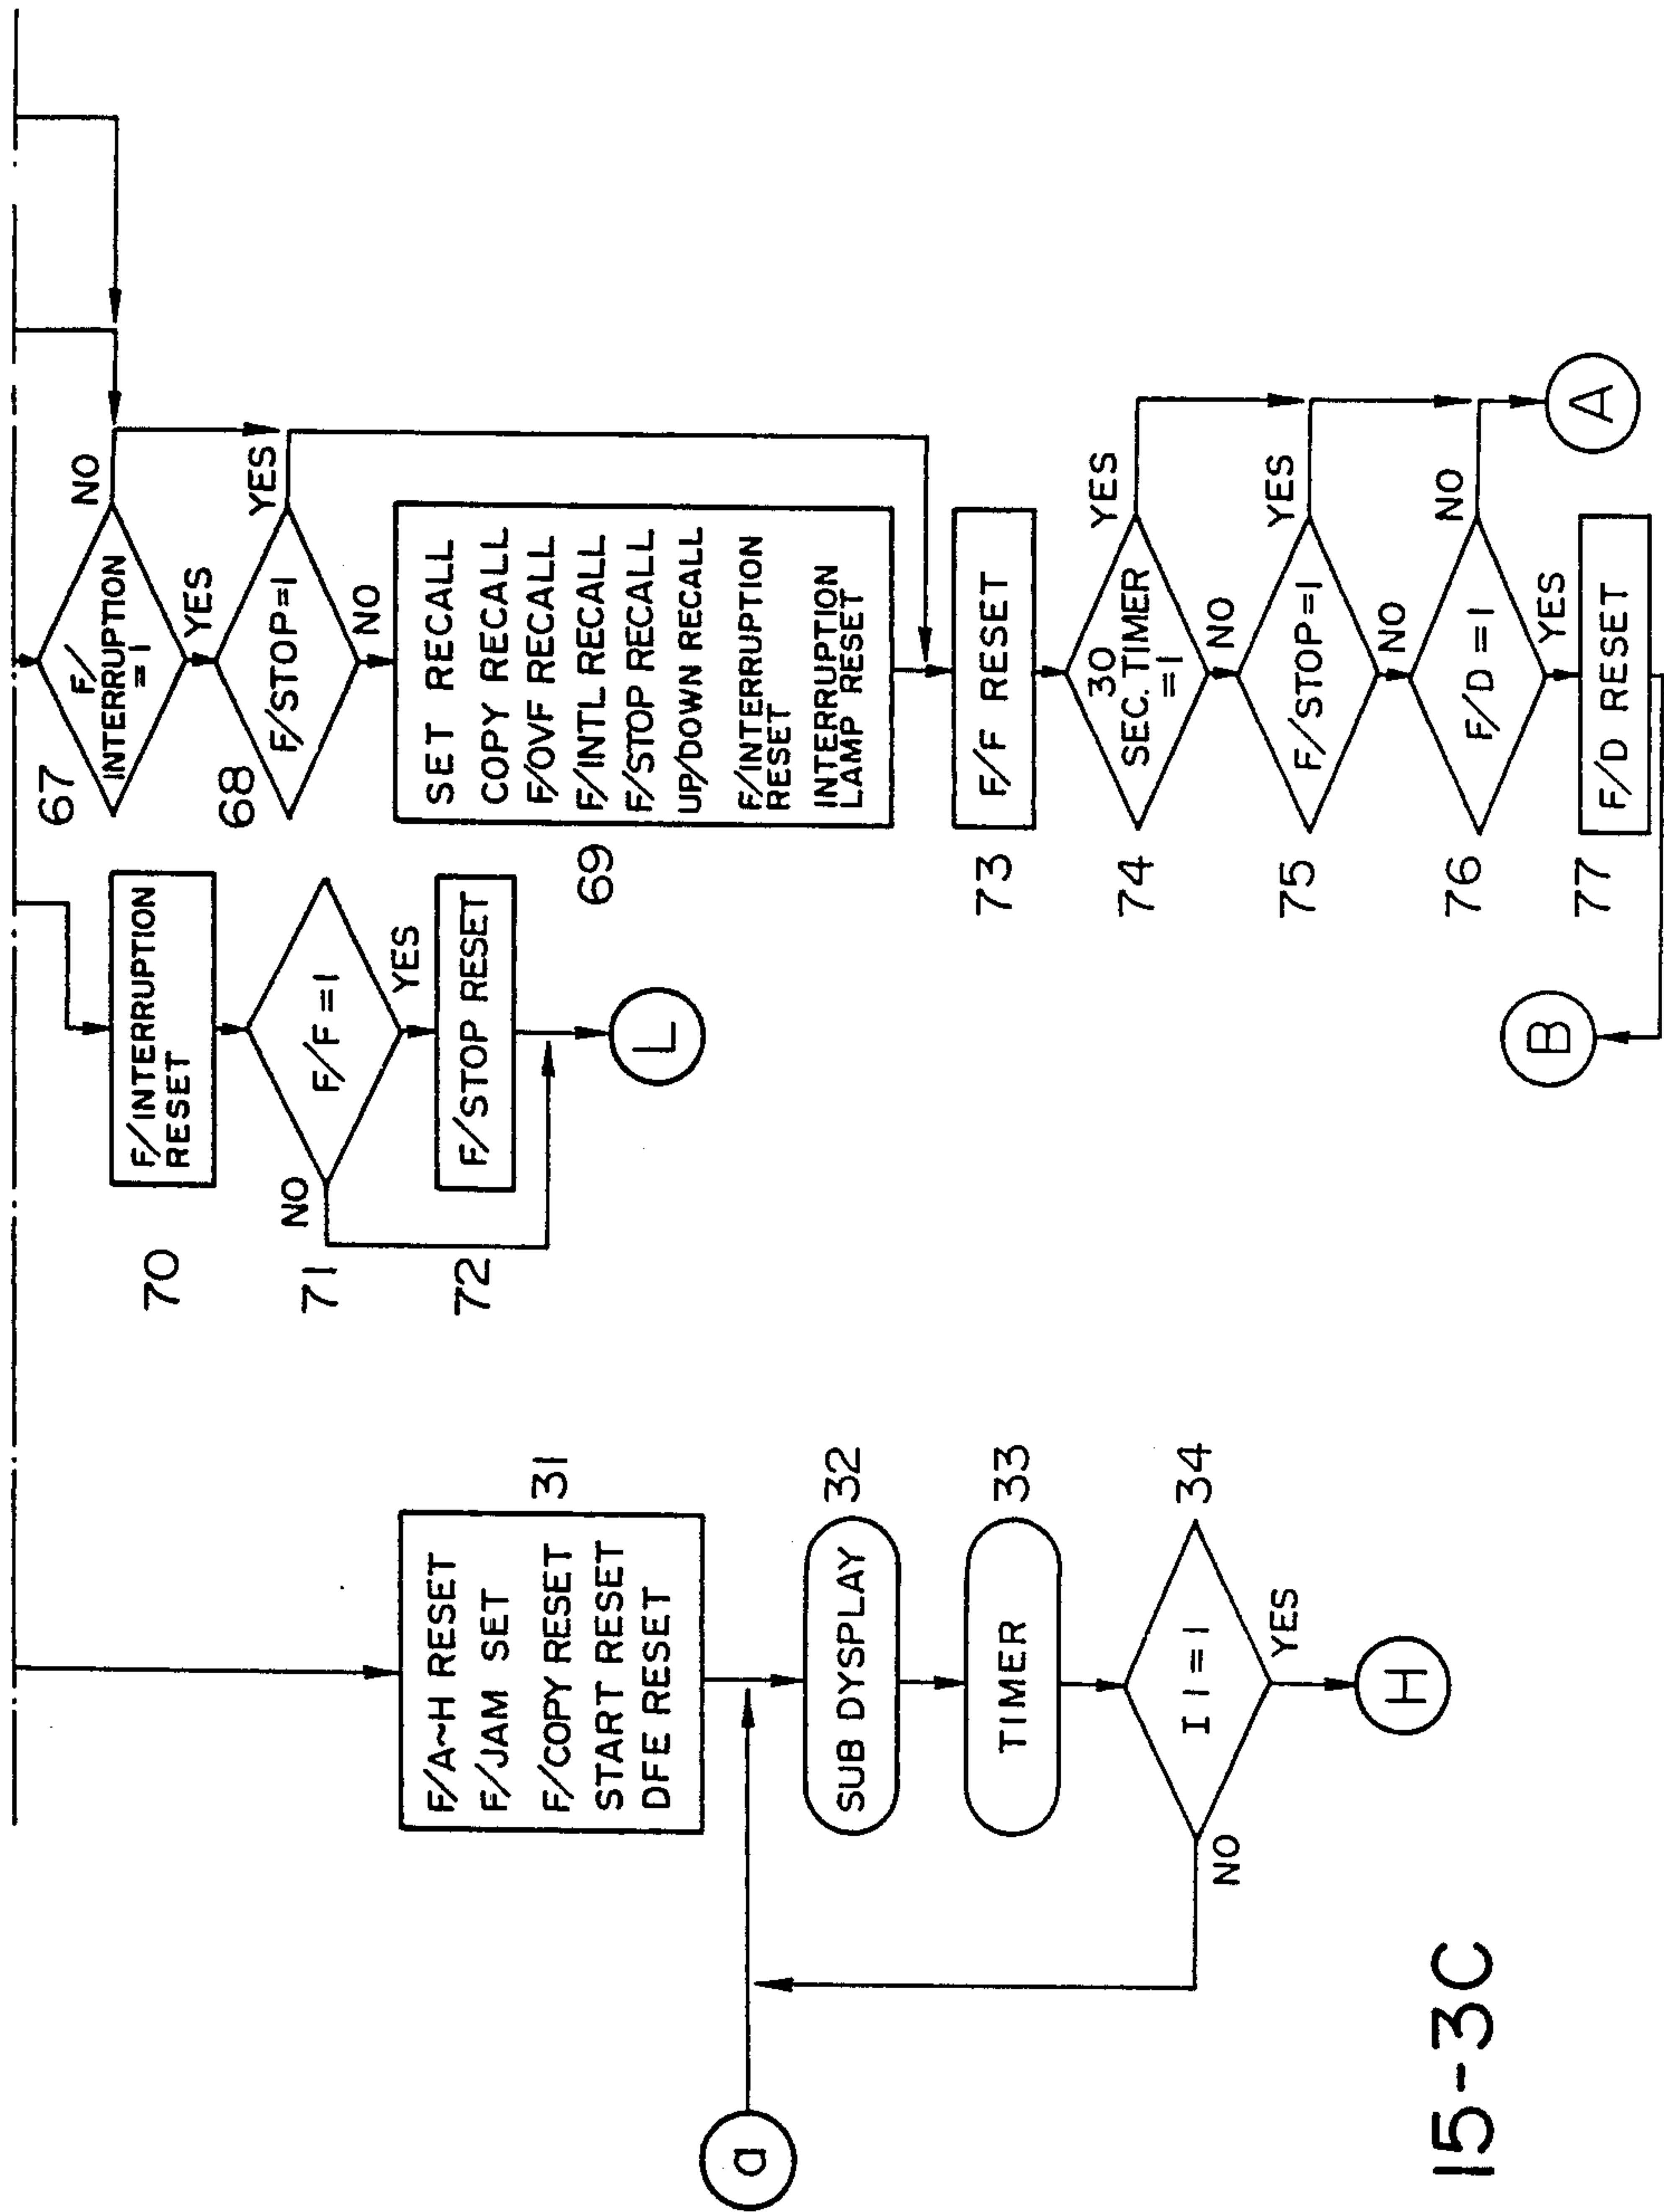 31
F/A~H RESET
F/JAM SET
F/COPY RESET
START RESET
DFE RESET
a
SUB DYSPLAY
32
TIMER
33
I1=1
34
NO
YES
H
70
F/INTERRUPTION
RESET
71
F/F=1
NO
YES
72
F/STOP RESET
L
67
F/
INTERRUPTION
=1
NO
YES
68
F/STOP=1
YES
NO
69
SET RECALL
COPY RECALL
F/OVF RECALL
F/INTL RECALL
F/STOP RECALL
UP/DOWN RECALL
F/INTERRUPTION
RESET
INTERRUPTION
LAMP RESET
73
F/F RESET
74
30
SEC. TIMER
=1
YES
NO
75
F/STOP=1
YES
NO
76
F/D=1
NO
YES
A
77
F/D RESET
B
15-3C